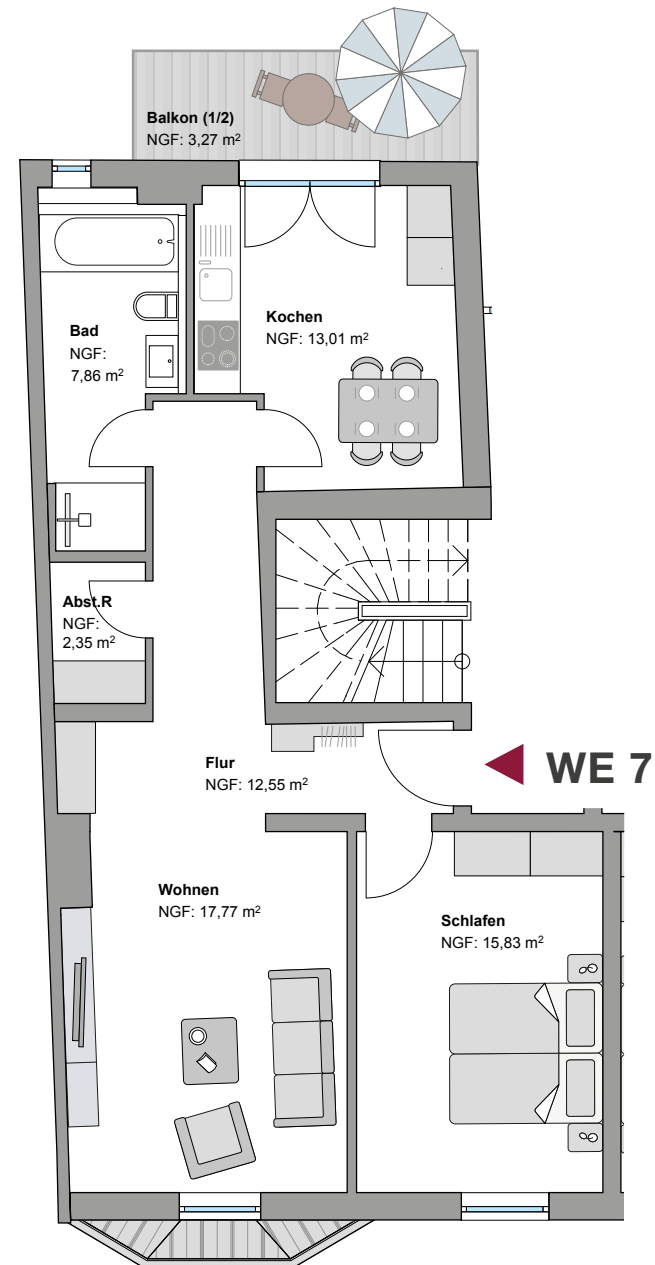 Balkon (1/2)
NGF: 3,27 m²
Kochen
NGF: 13,01 m²
Bad
NGF:
7,86 m²
Abst.R
NGF:
2,35 m²
Flur
NGF: 12,55 m²
WE 7
Wohnen
NGF: 17,77 m²
Schlafen
NGF: 15,83 m²